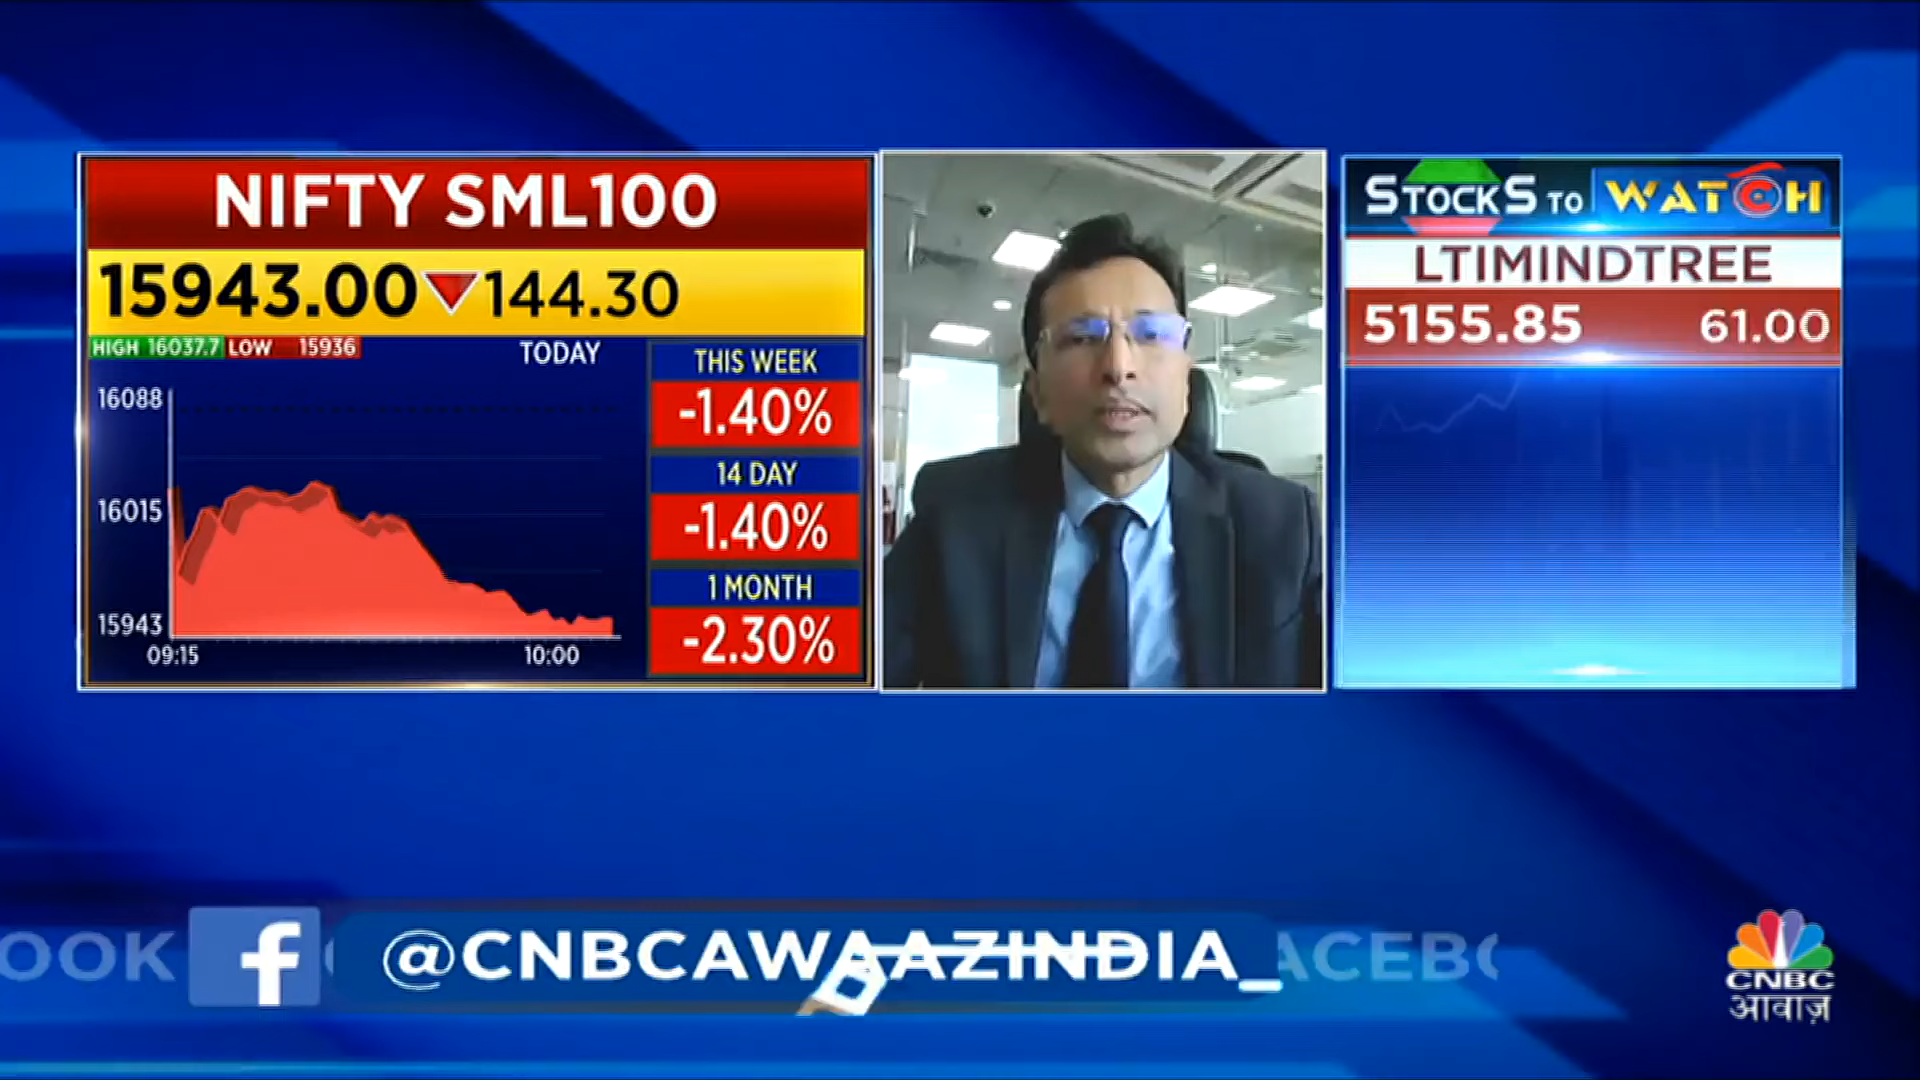 NIFTY SML100
15943.00 144.30
HIGH 16037.7 LOW 15936
TODAY
16088
16015
15943
09:15 10:00
THIS WEEK
-1.40%
14 DAY
-1.40%
1 MONTH
-2.30%
STOCKS TO WATCH
LTIMINDTREE
5155.85 61.00
OOK f @CNBCAWAAZINDIA_ ACEBO
CNBC
आवाज़